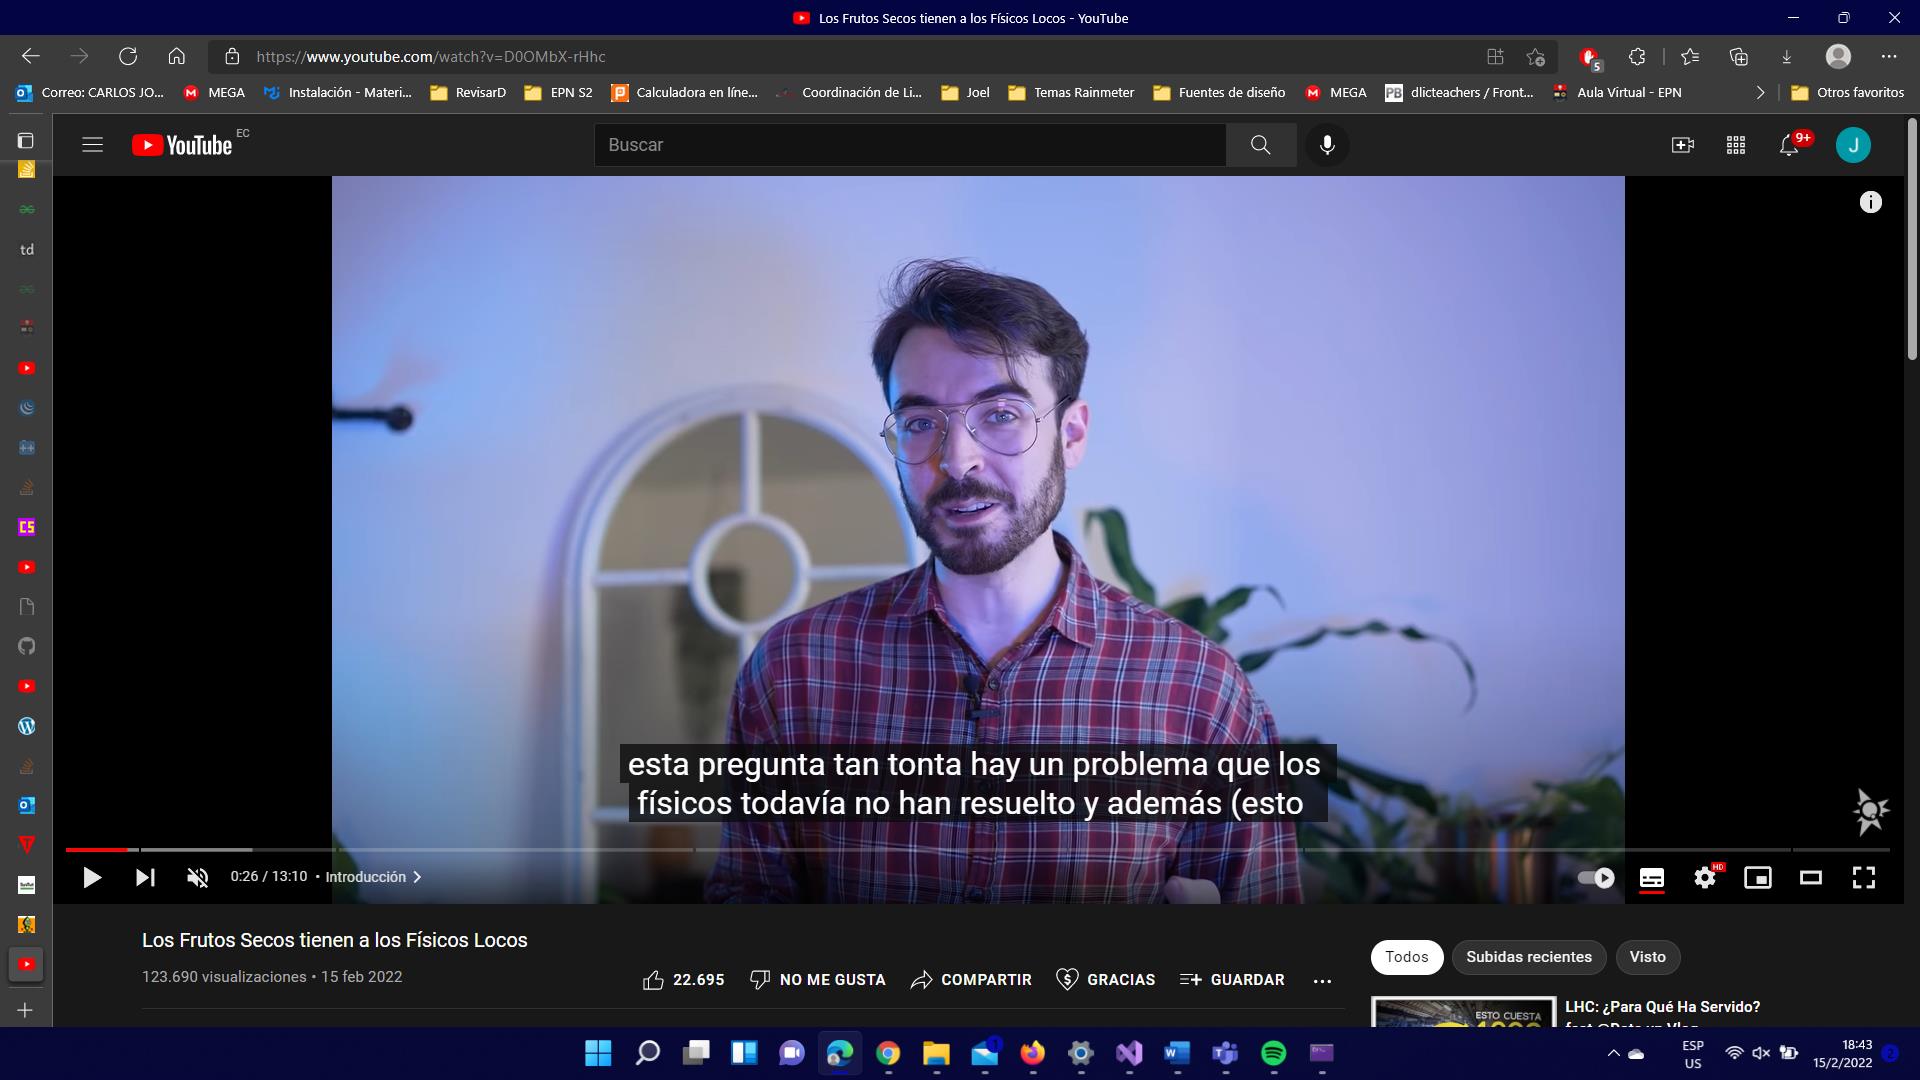 Los Frutos Secos tienen a los Físicos Locos - YouTube
https://www.youtube.com/watch?v=D0OMbX-rHhc
5
Correo: CARLOS JO...
MEGA
Instalación - Materi...
RevisarD
EPN S2
Calculadora en líne...
Coordinación de Li...
Joel
Temas Rainmeter
Fuentes de diseño
MEGA
PB
dlicteachers / Front...
Aula Virtual - EPN
Otros favoritos
YouTube
EC
Buscar
9+
J
td
C5
esta pregunta tan tonta hay un problema que los
físicos todavía no han resuelto y además (esto
0:26 / 13:10 • Introducción
HD
Los Frutos Secos tienen a los Físicos Locos
123.690 visualizaciones • 15 feb 2022
22.695
NO ME GUSTA
COMPARTIR
GRACIAS
GUARDAR
Todos
Subidas recientes
Visto
ESTO CUESTA
LHC: ¿Para Qué Ha Servido?
1
ESP
US
18:43
15/2/2022
2